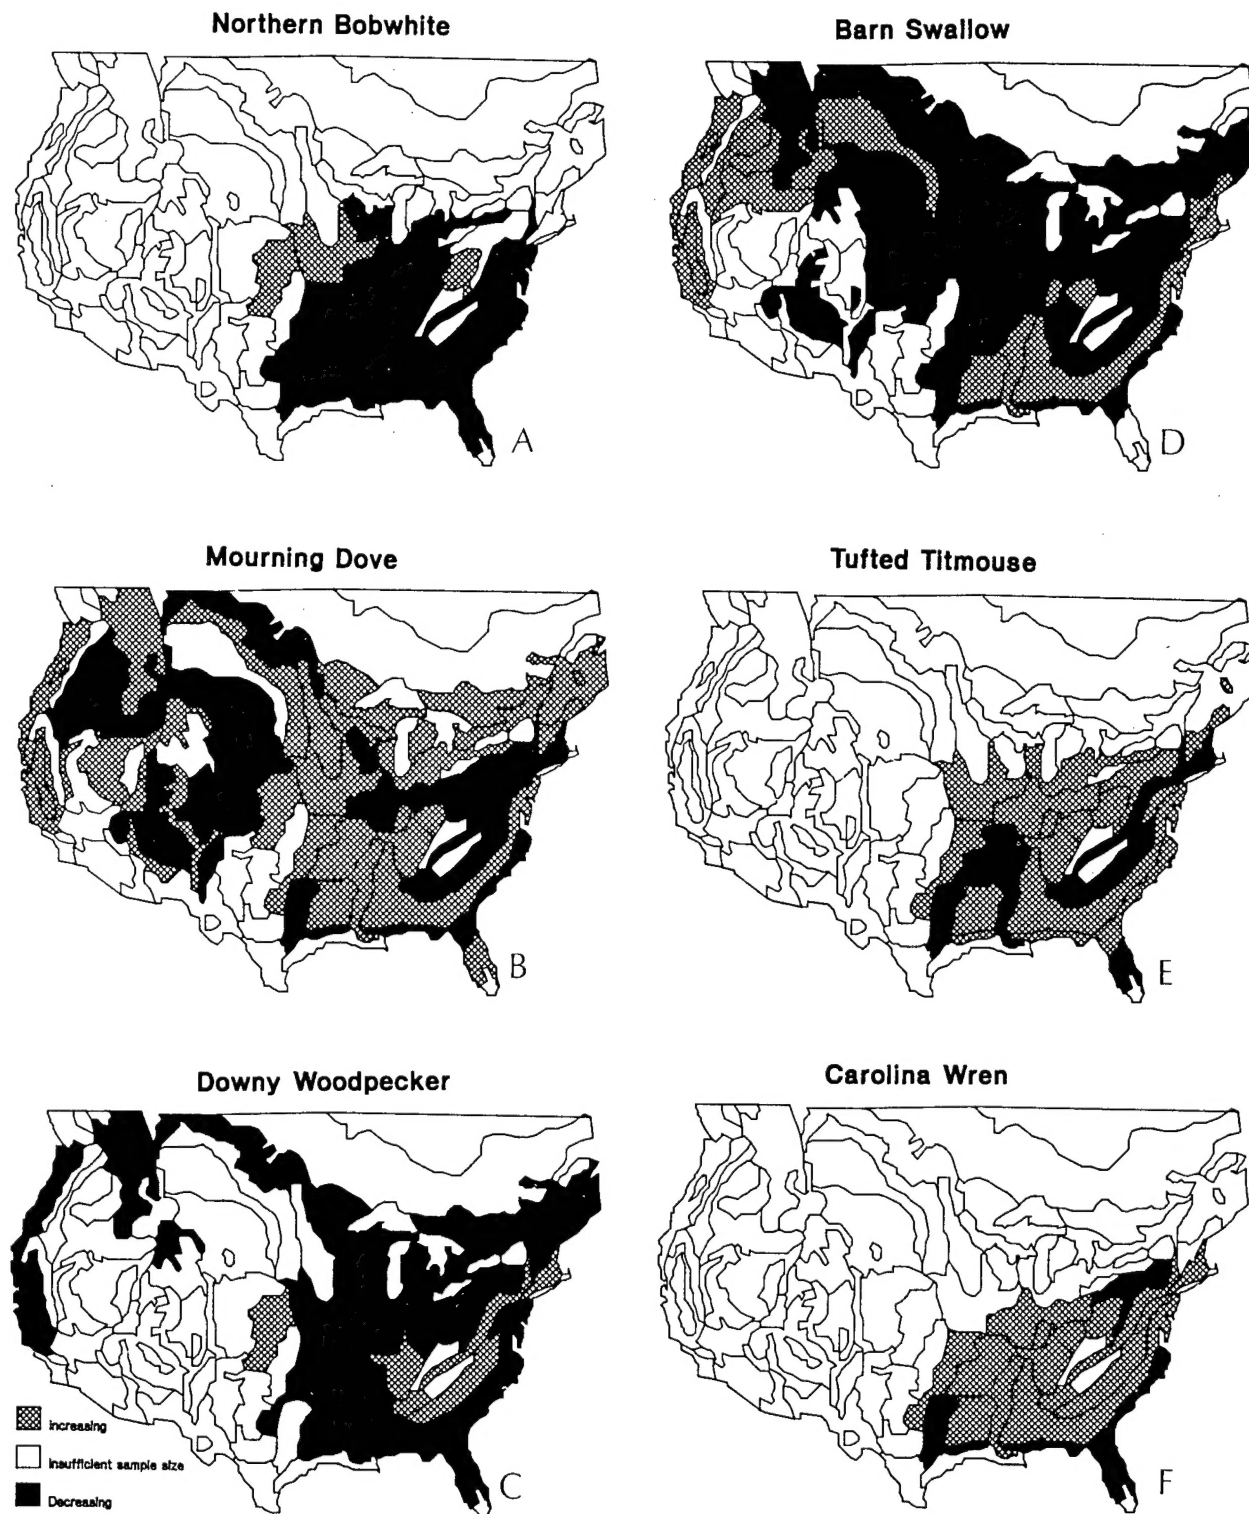 Northern Bobwhite
Barn Swallow
A
D
Mourning Dove
Tufted Titmouse
B
E
Downy Woodpecker
Carolina Wren
Increasing
Insufficient sample size
Decreasing
C
F